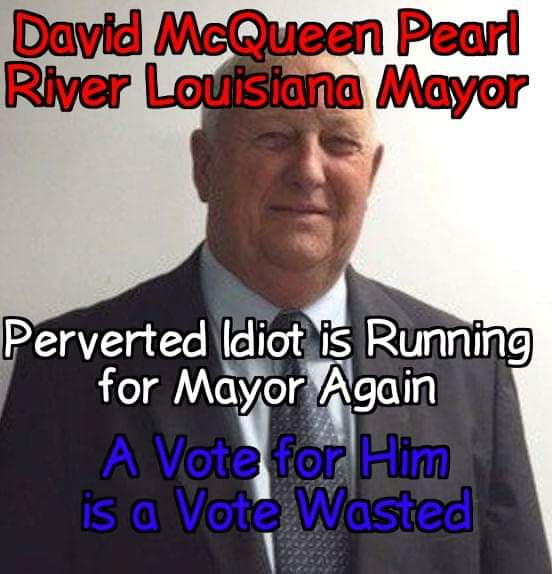 David McQueen Pearl
River Louisiana Mayor
Perverted Idiot is Running
for Mayor Again
A Vote for Him
is a Vote Wasted